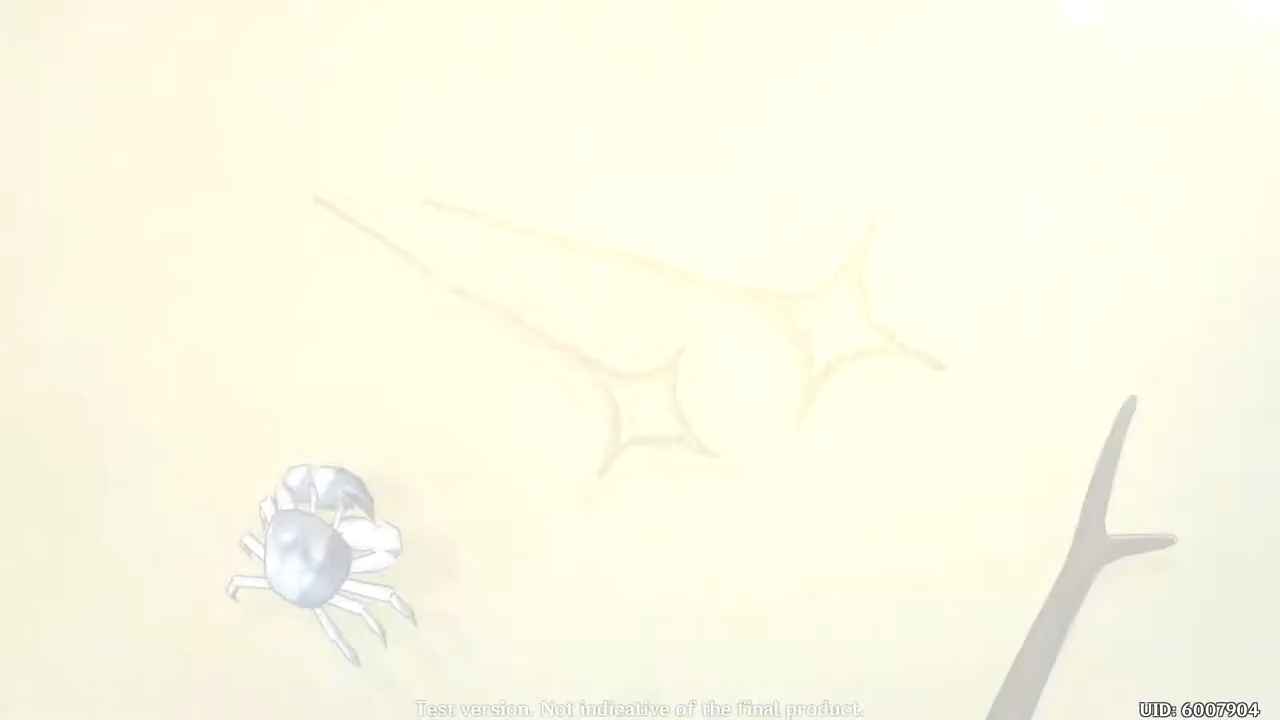 Test version. Not indicative of the final product.
UID: 6007904